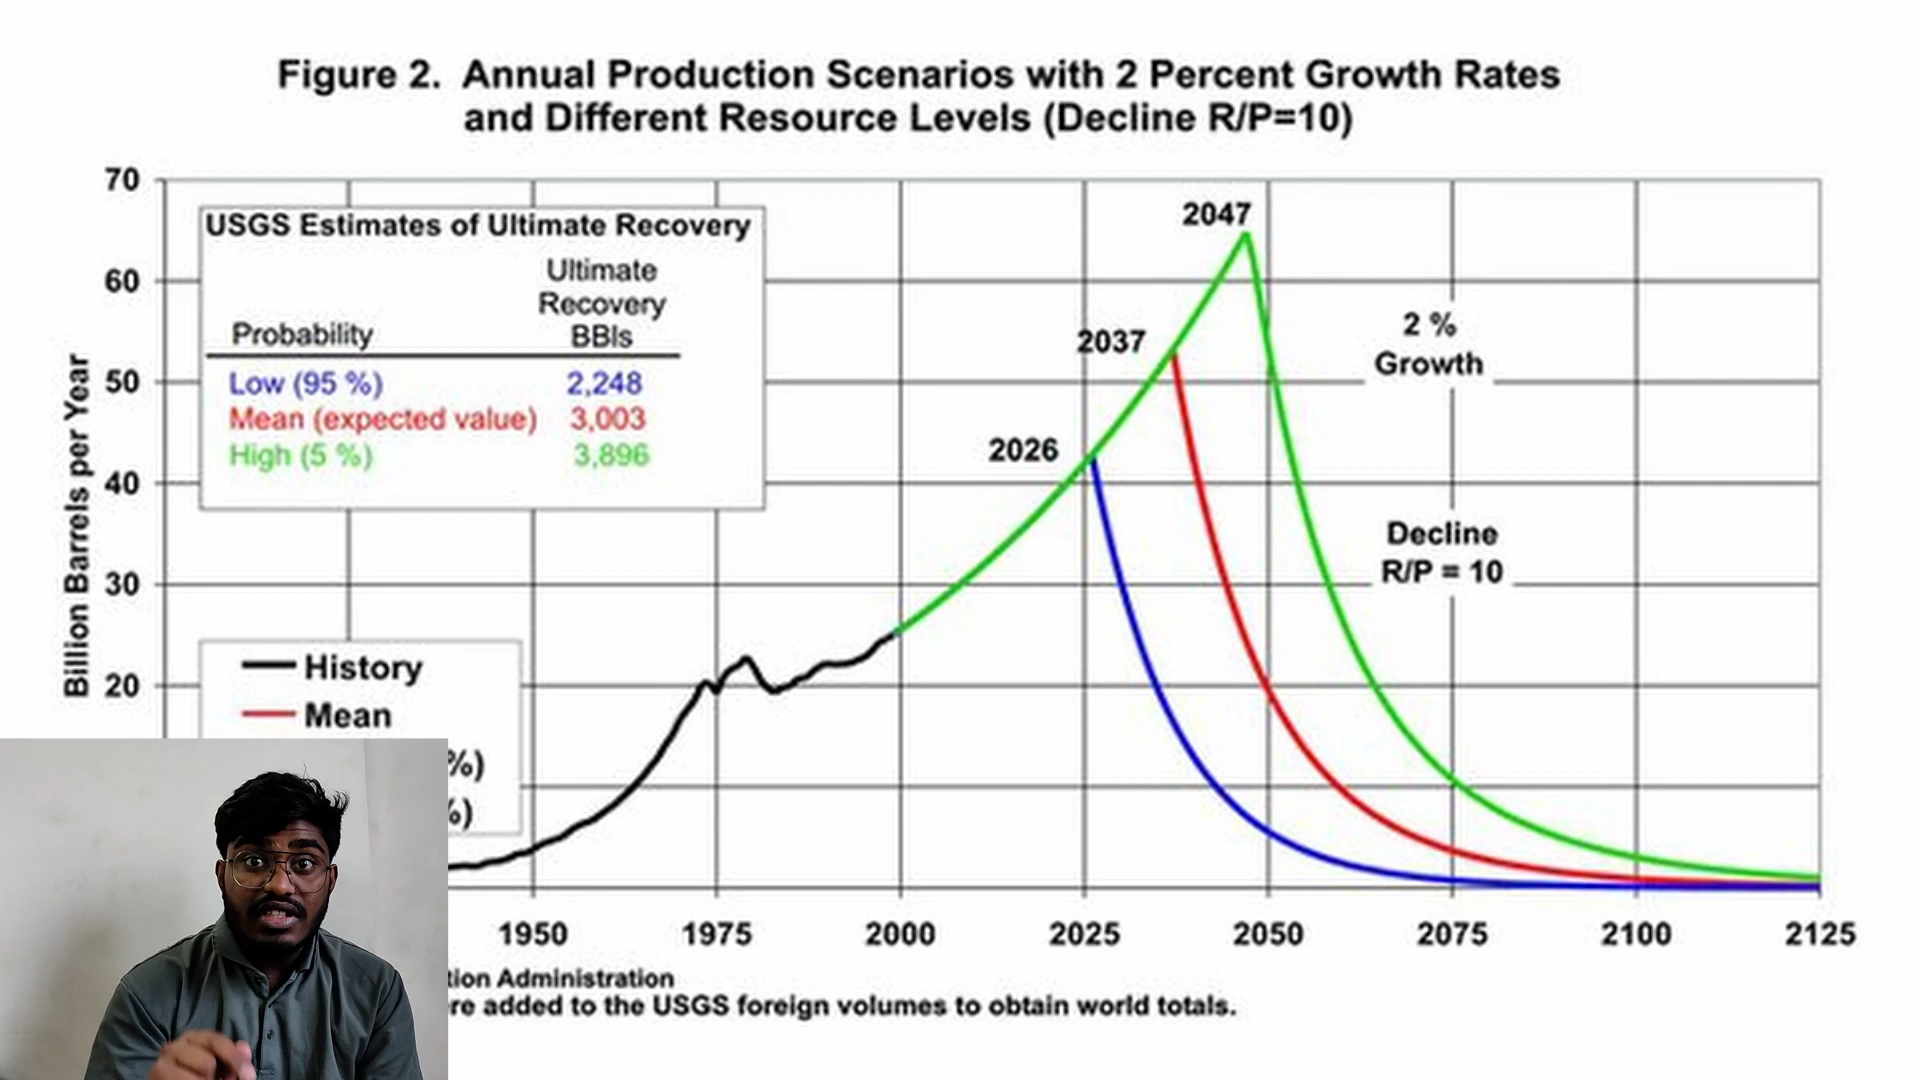 Figure 2. Annual Production Scenarios with 2 Percent Growth Rates
and Different Resource Levels (Decline R/P=10)
70
60
50
40
30
20
Billion Barrels per Year
USGS Estimates of Ultimate Recovery
Ultimate
Recovery
Probability BBls
Low (95 %) 2,248
Mean (expected value) 3,003
High (5 %) 3,896
2047
2037
2026
2 %
Growth
Decline
R/P = 10
History
Mean
%)
%)
1950 1975 2000 2025 2050 2075 2100 2125
tion Administration
re added to the USGS foreign volumes to obtain world totals.